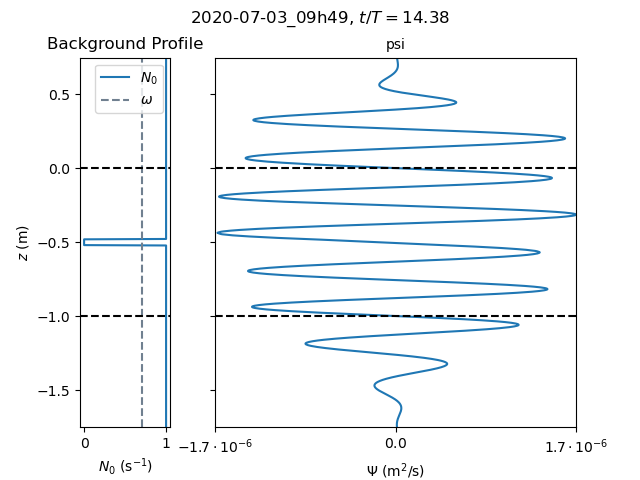 2020-07-03_09h49, t/T = 14.38
Background Profile
psi
N₀
ω
0.5
0.0
−0.5
−1.0
−1.5
z (m)
0
1
N₀ (s⁻¹)
−1.7 · 10⁻⁶
0.0
1.7 · 10⁻⁶
Ψ (m²/s)